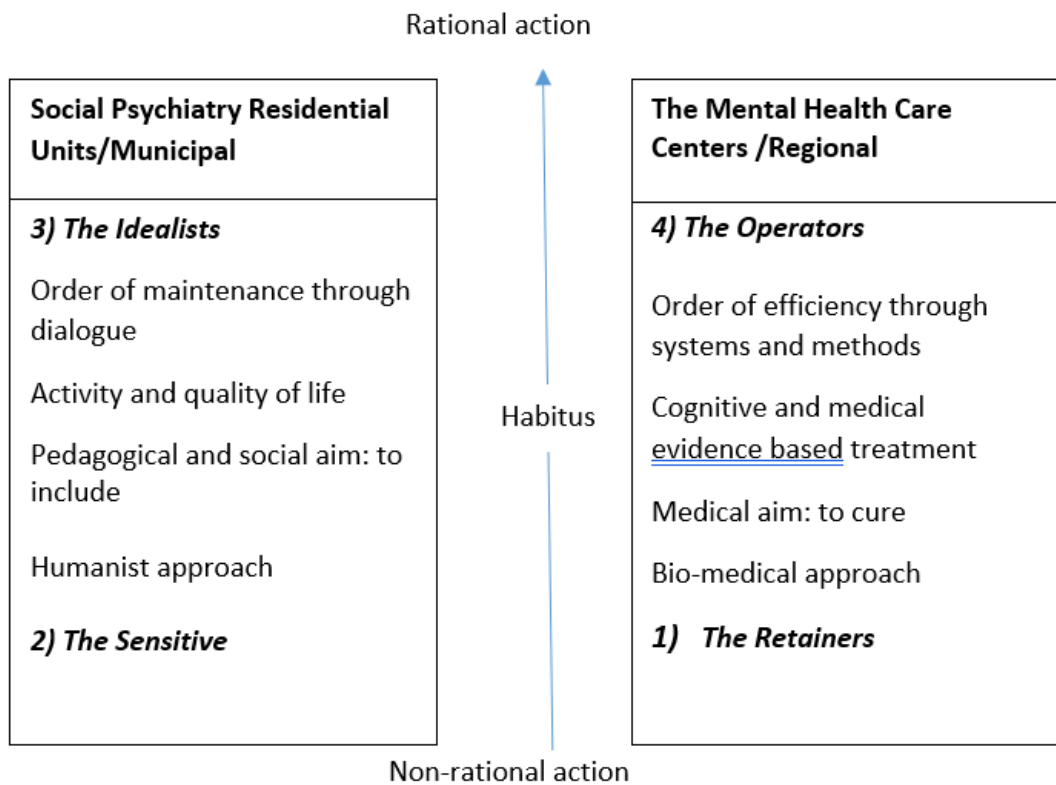 Rational action
Social Psychiatry Residential
Units/Municipal
3) The Idealists
Order of maintenance through
dialogue
Activity and quality of life
Pedagogical and social aim: to
include
Humanist approach
2) The Sensitive
Habitus
The Mental Health Care
Centers /Regional
4) The Operators
Order of efficiency through
systems and methods
Cognitive and medical
evidence based treatment
Medical aim: to cure
Bio-medical approach
1) The Retainers
Non-rational action